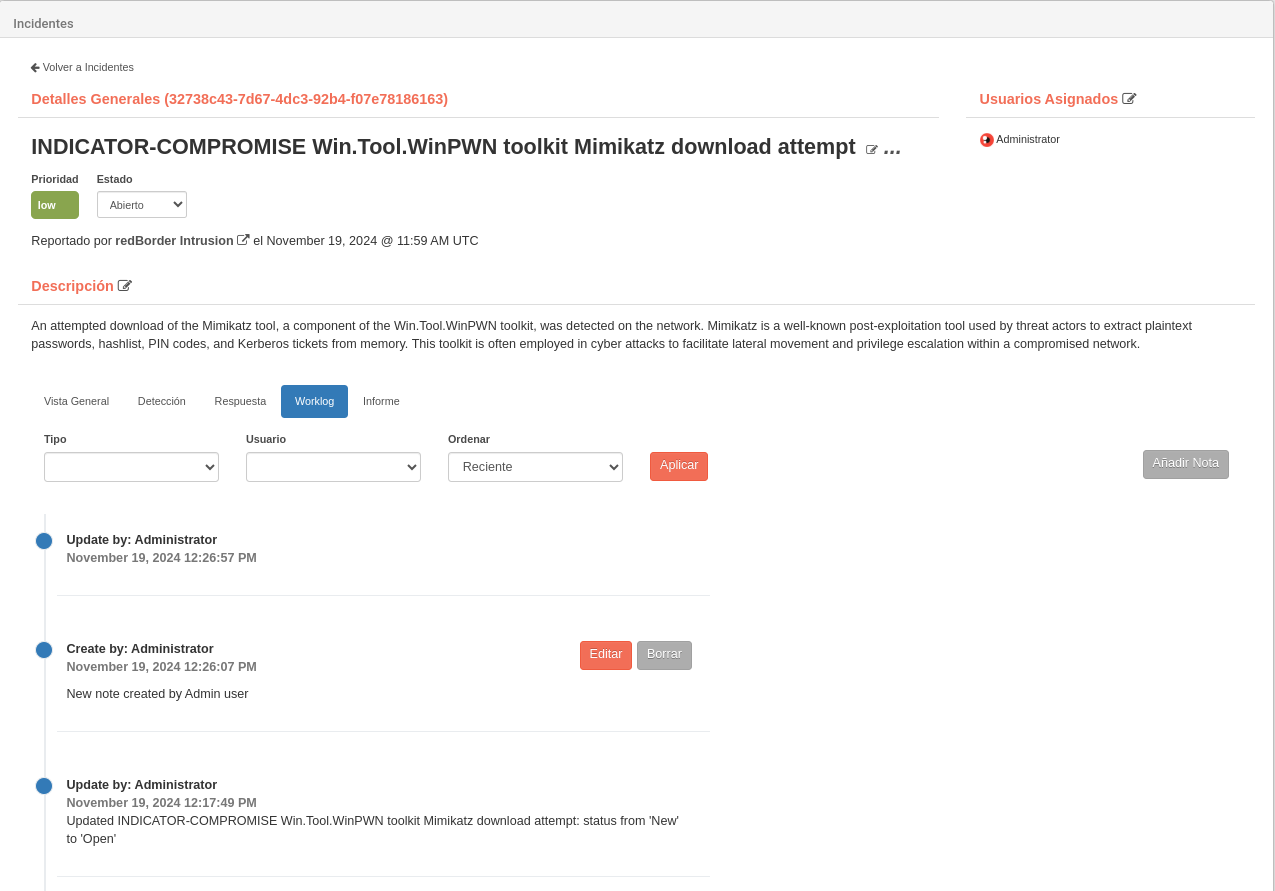 Incidentes
Volver a Incidentes
Detalles Generales (32738c43-7d67-4dc3-92b4-f07e78186163)
Usuarios Asignados
INDICATOR-COMPROMISE Win.Tool.WinPWN toolkit Mimikatz download attempt ...
Administrator
Prioridad Estado
low Abierto
Reportado por redBorder Intrusion el November 19, 2024 @ 11:59 AM UTC
Descripción
An attempted download of the Mimikatz tool, a component of the Win.Tool.WinPWN toolkit, was detected on the network. Mimikatz is a well-known post-exploitation tool used by threat actors to extract plaintext
passwords, hashlist, PIN codes, and Kerberos tickets from memory. This toolkit is often employed in cyber attacks to facilitate lateral movement and privilege escalation within a compromised network.
Vista General Detección Respuesta Worklog Informe
Tipo Usuario Ordenar
Reciente Aplicar Añadir Nota
Update by: Administrator
November 19, 2024 12:26:57 PM
Create by: Administrator Editar Borrar
November 19, 2024 12:26:07 PM
New note created by Admin user
Update by: Administrator
November 19, 2024 12:17:49 PM
Updated INDICATOR-COMPROMISE Win.Tool.WinPWN toolkit Mimikatz download attempt: status from 'New'
to 'Open'